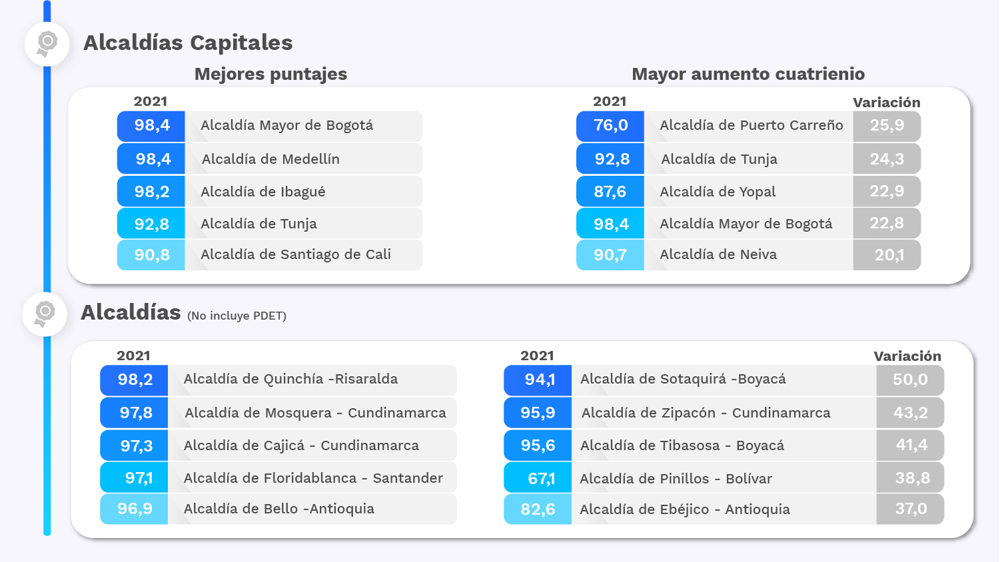 Alcaldías Capitales
Mejores puntajes
2021
98,4 Alcaldía Mayor de Bogotá
98,4 Alcaldía de Medellín
98,2 Alcaldía de Ibagué
92,8 Alcaldía de Tunja
90,8 Alcaldía de Santiago de Cali
Mayor aumento cuatrienio
2021 Variación
76,0 Alcaldía de Puerto Carreño 25,9
92,8 Alcaldía de Tunja 24,3
87,6 Alcaldía de Yopal 22,9
98,4 Alcaldía Mayor de Bogotá 22,8
90,7 Alcaldía de Neiva 20,1
Alcaldías (No incluye PDET)
2021
98,2 Alcaldía de Quinchía -Risaralda
97,8 Alcaldía de Mosquera - Cundinamarca
97,3 Alcaldía de Cajicá - Cundinamarca
97,1 Alcaldía de Floridablanca - Santander
96,9 Alcaldía de Bello -Antioquia
2021 Variación
94,1 Alcaldía de Sotaquirá -Boyacá 50,0
95,9 Alcaldía de Zipacón - Cundinamarca 43,2
95,6 Alcaldía de Tibasosa - Boyacá 41,4
67,1 Alcaldía de Pinillos - Bolívar 38,8
82,6 Alcaldía de Ebéjico - Antioquia 37,0